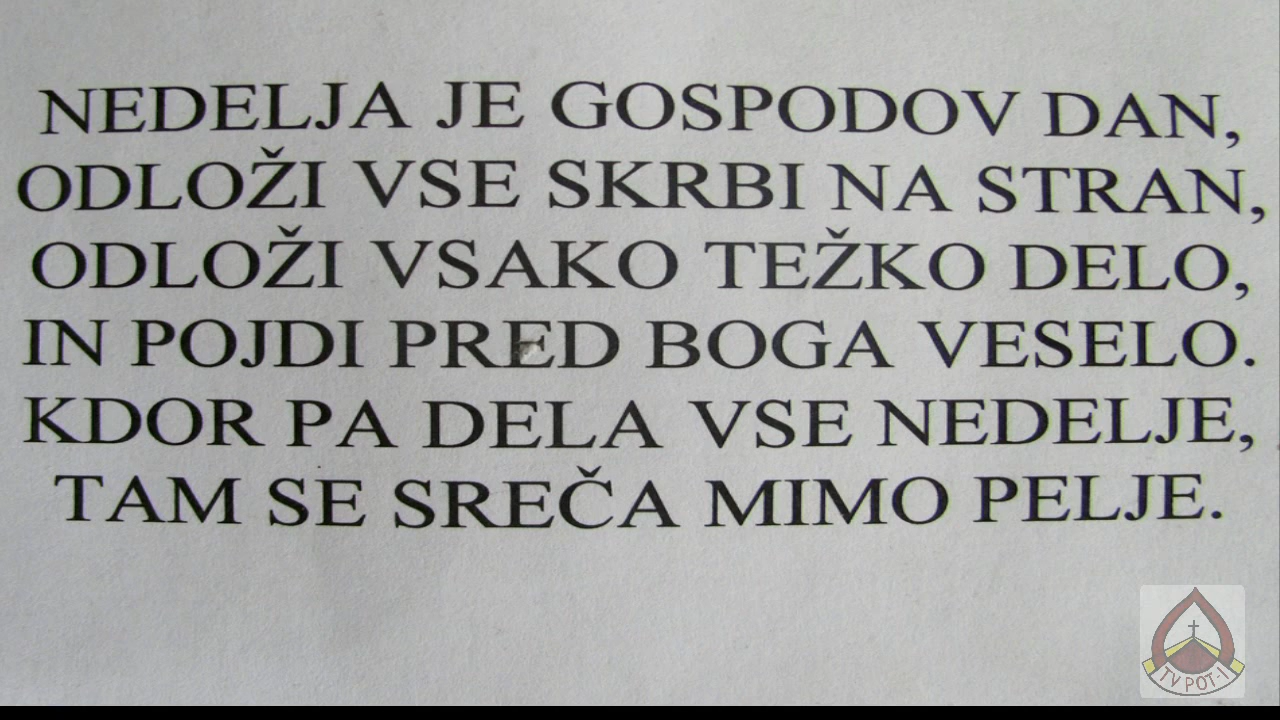 NEDELJA JE GOSPODOV DAN,
ODLOŽI VSE SKRBI NA STRAN,
ODLOŽI VSAKO TEŽKO DELO,
IN POJDI PRED BOGA VESELO.
KDOR PA DELA VSE NEDELJE,
TAM SE SREČA MIMO PELJE.
TV POT-1